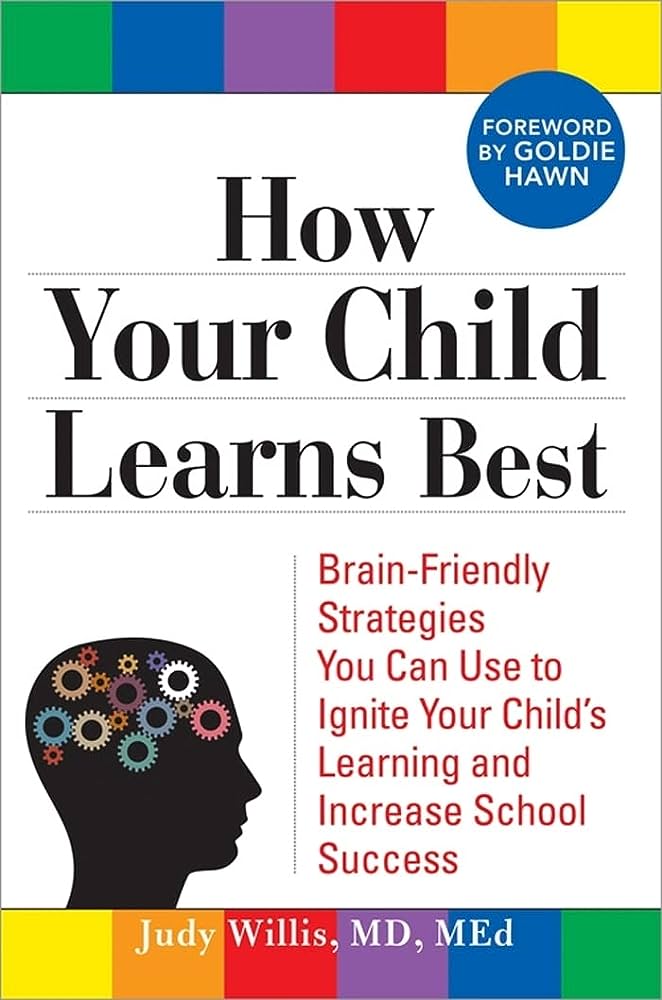 FOREWORD
BY GOLDIE
HAWN
How
Your Child
Learns Best
Brain-Friendly
Strategies
You Can Use to
Ignite Your Child's
Learning and
Increase School
Success
Judy Willis, MD, MEd